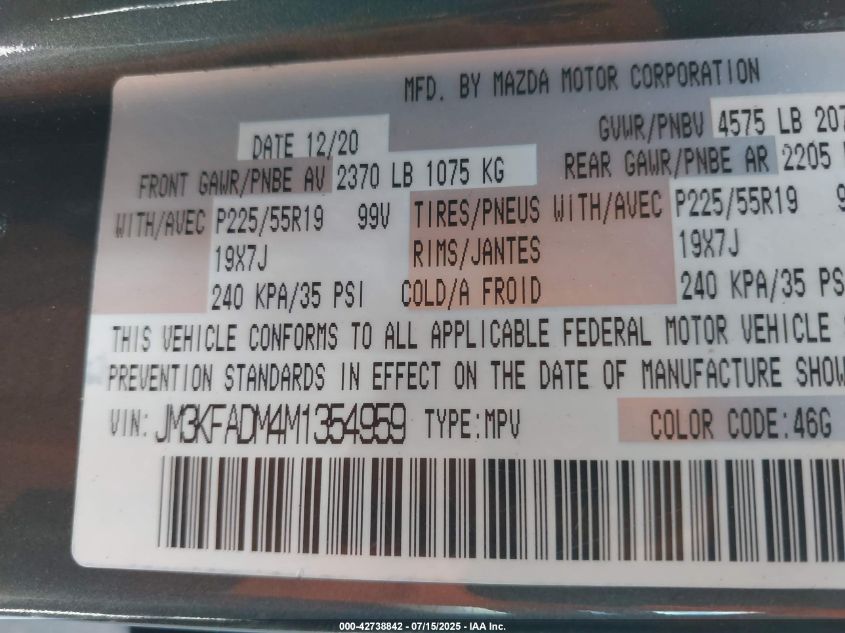 MFD. BY MAZDA MOTOR CORPORATION
DATE 12/20 GVWR/PNBV 4575 LB 207
FRONT GAWR/PNBE AV 2370 LB 1075 KG REAR GAWR/PNBE AR 2205
WITH/AVEC P225/55R19 99V TIRES/PNEUS WITH/AVEC P225/55R19 9
19X7J RIMS/JANTES 19X7J
240 KPA/35 PSI COLD/A FROID 240 KPA/35 PS
THIS VEHICLE CONFORMS TO ALL APPLICABLE FEDERAL MOTOR VEHICLE
PREVENTION STANDARDS IN EFFECT ON THE DATE OF MANUFACTURE SHOW
VIN: JM3KFADM4M1354959 TYPE:MPV COLOR CODE:46G
000-42738842 / 07/15/2025 - IAA Inc.